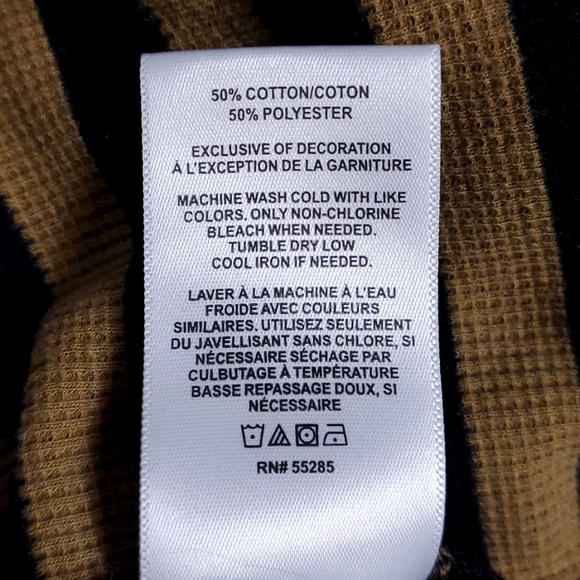 50% COTTON/COTON
50% POLYESTER
EXCLUSIVE OF DECORATION
À L'EXCEPTION DE LA GARNITURE
MACHINE WASH COLD WITH LIKE
COLORS. ONLY NON-CHLORINE
BLEACH WHEN NEEDED.
TUMBLE DRY LOW
COOL IRON IF NEEDED.
LAVER À LA MACHINE À L'EAU
FROIDE AVEC COULEURS
SIMILAIRES. UTILISEZ SEULEMENT
DU JAVELLISANT SANS CHLORE, SI
NÉCESSAIRE SÉCHAGE PAR
CULBUTAGE À TEMPÉRATURE
BASSE REPASSAGE DOUX, SI
NÉCESSAIRE
RN# 55285